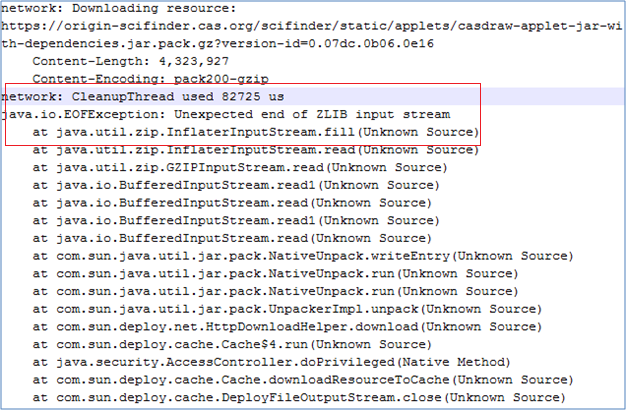 network: Downloading resource:
https://origin-scifinder.cas.org/scifinder/static/applets/casdraw-applet-jar-wi
th-dependencies.jar.pack.gz?version-id=0.07dc.0b06.0e16
Content-Length: 4,323,927
Content-Encoding: pack200-gzip
network: CleanupThread used 82725 us
java.io.EOFException: Unexpected end of ZLIB input stream
at java.util.zip.InflaterInputStream.fill(Unknown Source)
at java.util.zip.InflaterInputStream.read(Unknown Source)
at java.util.zip.GZIPInputStream.read(Unknown Source)
at java.io.BufferedInputStream.read1(Unknown Source)
at java.io.BufferedInputStream.read(Unknown Source)
at java.io.BufferedInputStream.read1(Unknown Source)
at java.io.BufferedInputStream.read(Unknown Source)
at com.sun.java.util.jar.pack.NativeUnpack.writeEntry(Unknown Source)
at com.sun.java.util.jar.pack.NativeUnpack.run(Unknown Source)
at com.sun.java.util.jar.pack.NativeUnpack.run(Unknown Source)
at com.sun.java.util.jar.pack.UnpackerImpl.unpack(Unknown Source)
at com.sun.deploy.net.HttpDownloadHelper.download(Unknown Source)
at com.sun.deploy.cache.Cache$4.run(Unknown Source)
at java.security.AccessController.doPrivileged(Native Method)
at com.sun.deploy.cache.Cache.downloadResourceToCache(Unknown Source)
at com.sun.deploy.cache.DeployFileOutputStream.close(Unknown Source)